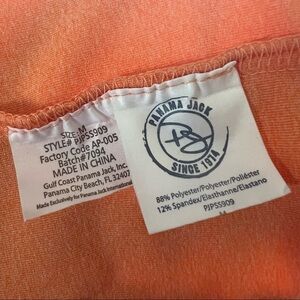 SIZE: M
STYLE# PJPSS909
Factory Code AP-005
Batch#7094
MADE IN CHINA
Gulf Coast Panama Jack, Inc.
Panama City Beach, FL 32407
Made Exclusively for Panama Jack International
PANAMA JACK
PJ
SINCE 1974
88% Polyester/Polyester/Poliéster
12% Spandex/Elasthanne/Elastano
PJPSS909
M